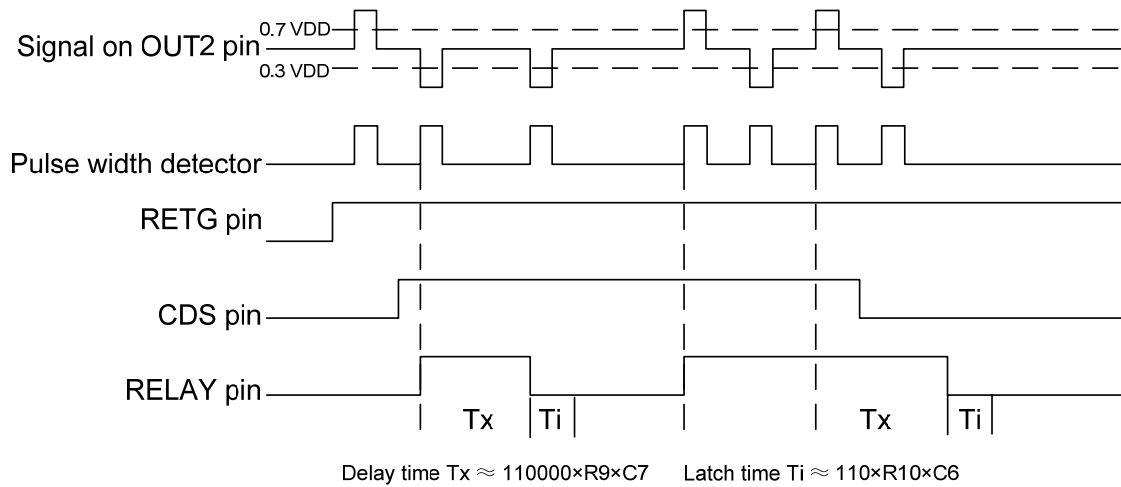 Signal on OUT2 pin
0.7 VDD
0.3 VDD
Pulse width detector
RETG pin
CDS pin
RELAY pin
Tx Ti Tx Ti
Delay time Tx ≈ 110000×R9×C7 Latch time Ti ≈ 110×R10×C6